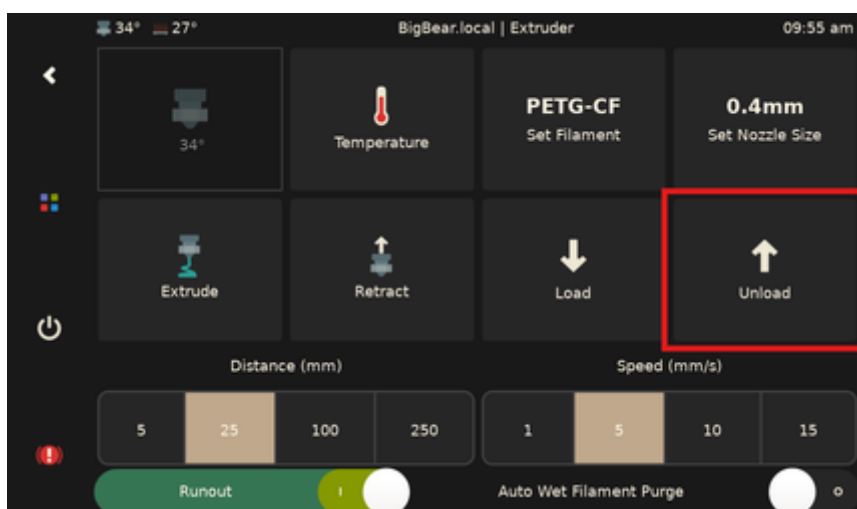 34° 27° BigBear.local | Extruder 09:55 am
PETG-CF 0.4mm
34° Temperature Set Filament Set Nozzle Size
Extrude Retract Load Unload
Distance (mm) Speed (mm/s)
5 25 100 250 1 5 10 15
Runout I Auto Wet Filament Purge O